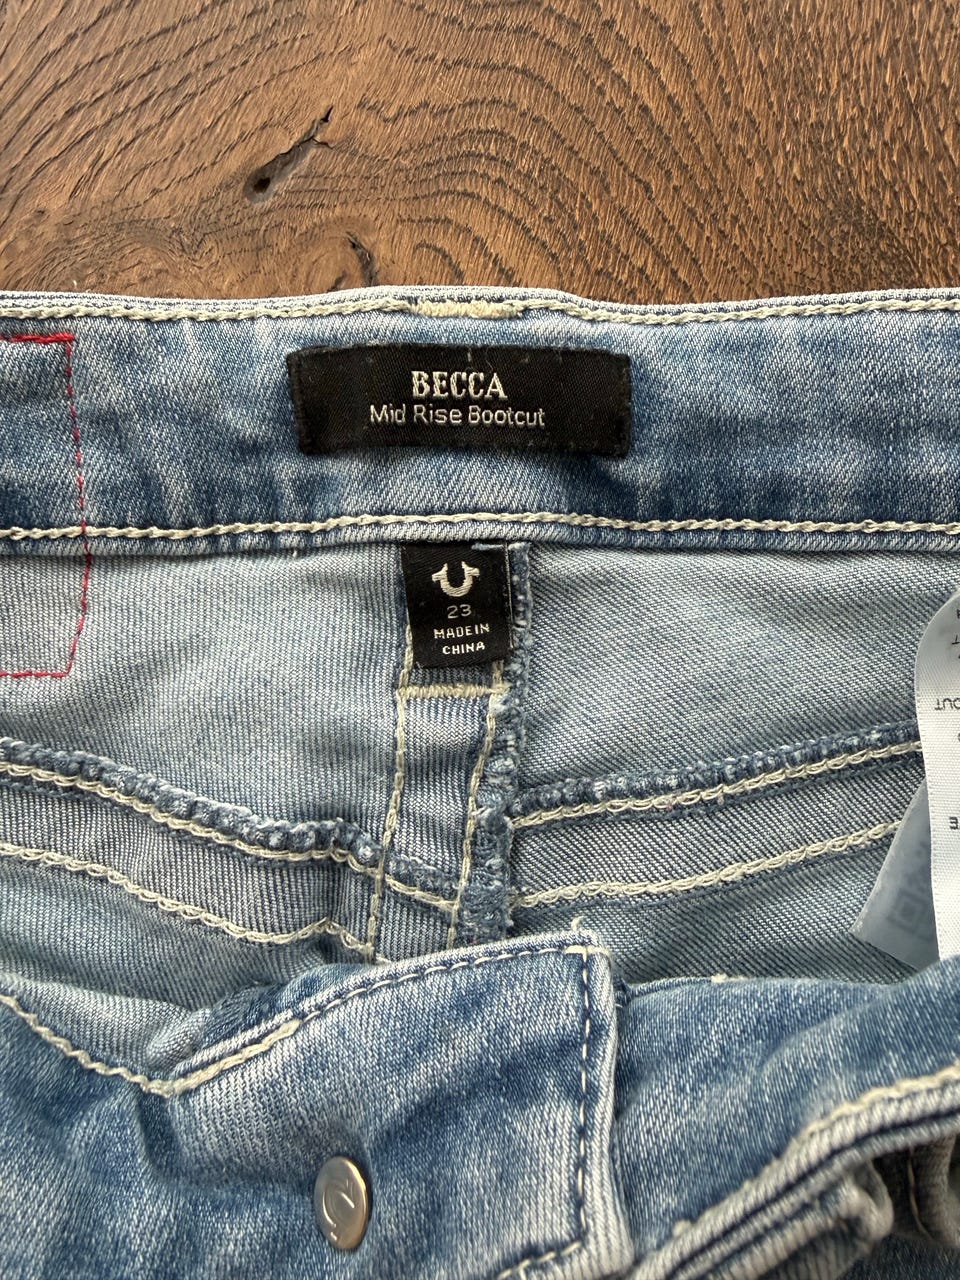 BECCA
Mid Rise Bootcut
23
MADE IN
CHINA